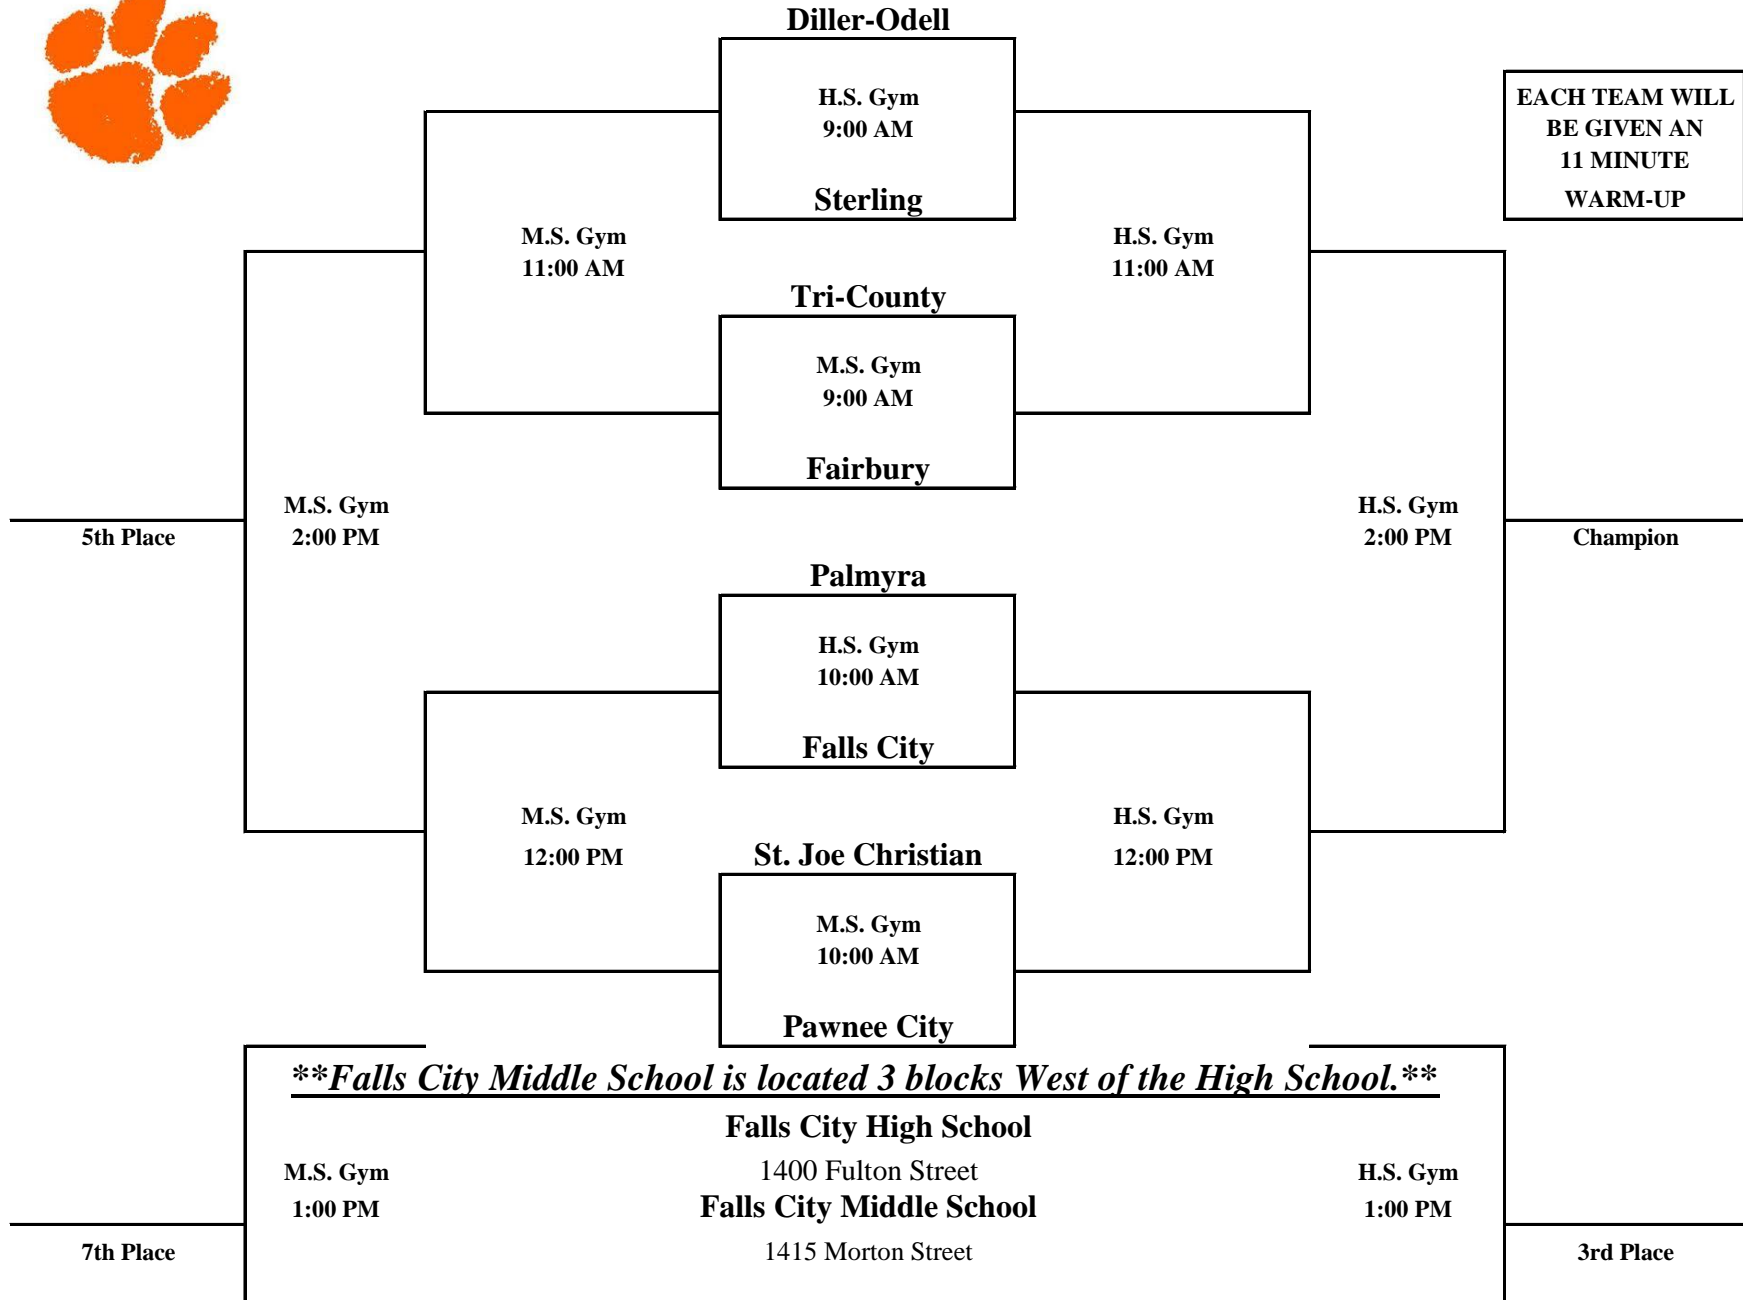 Diller-Odell
H.S. Gym
9:00 AM
Sterling
EACH TEAM WILL
BE GIVEN AN
11 MINUTE
WARM-UP
M.S. Gym
11:00 AM
H.S. Gym
11:00 AM
Tri-County
M.S. Gym
9:00 AM
Fairbury
M.S. Gym
2:00 PM
5th Place
H.S. Gym
2:00 PM
Champion
Palmyra
H.S. Gym
10:00 AM
Falls City
M.S. Gym
12:00 PM
H.S. Gym
12:00 PM
St. Joe Christian
M.S. Gym
10:00 AM
Pawnee City
**Falls City Middle School is located 3 blocks West of the High School.**
Falls City High School
1400 Fulton Street
Falls City Middle School
1415 Morton Street
M.S. Gym
1:00 PM
7th Place
H.S. Gym
1:00 PM
3rd Place